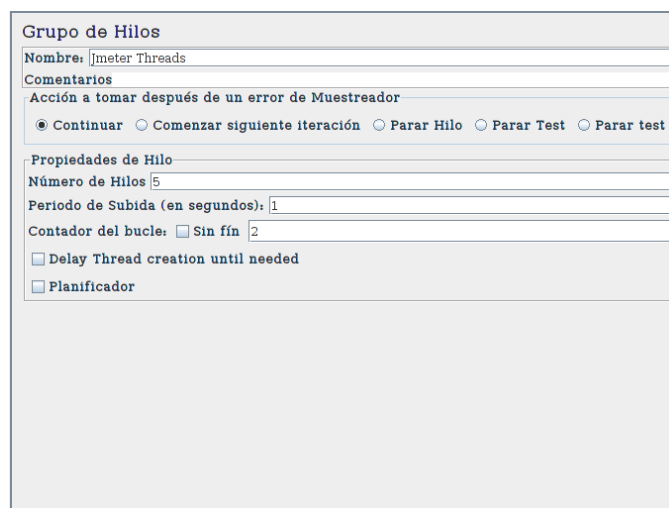 Grupo de Hilos
Nombre: Jmeter Threads
Comentarios
Acción a tomar después de un error de Muestreador
Continuar Comenzar siguiente iteración Parar Hilo Parar Test Parar test
Propiedades de Hilo
Número de Hilos 5
Periodo de Subida (en segundos): 1
Contador del bucle: Sin fín 2
Delay Thread creation until needed
Planificador